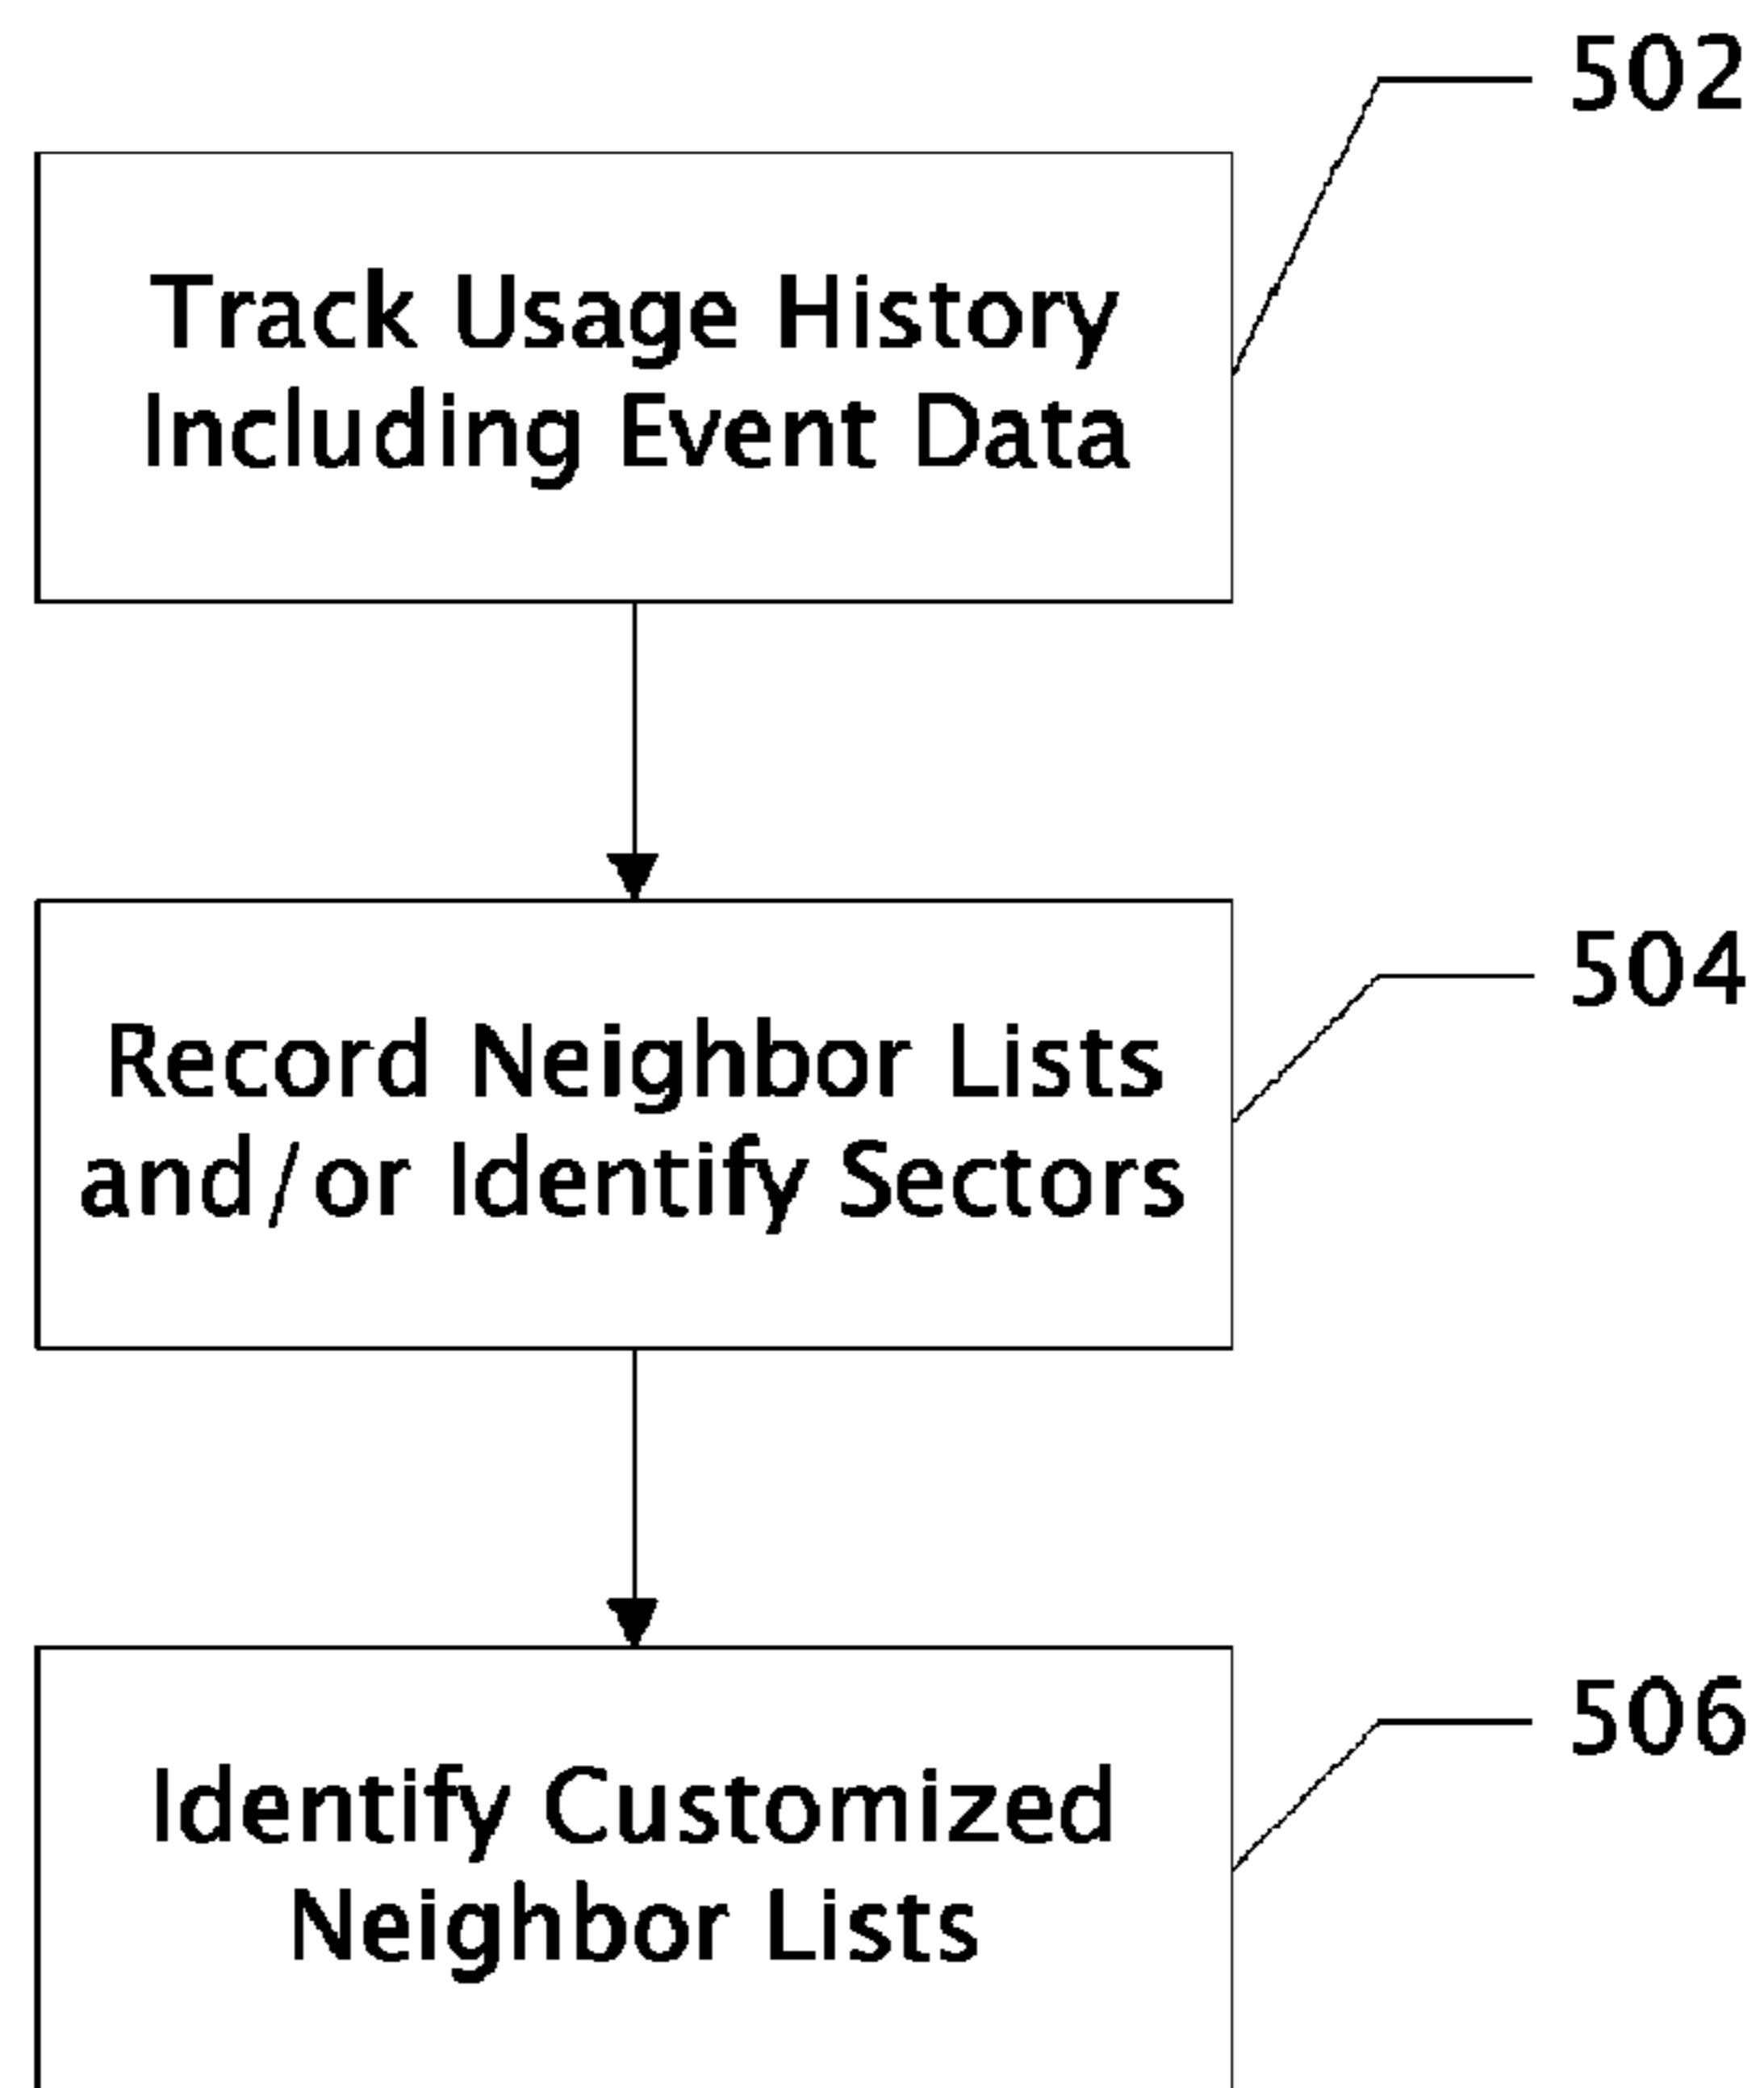 502
Track Usage History
Including Event Data
504
Record Neighbor Lists
and/or Identify Sectors
506
Identify Customized
Neighbor Lists